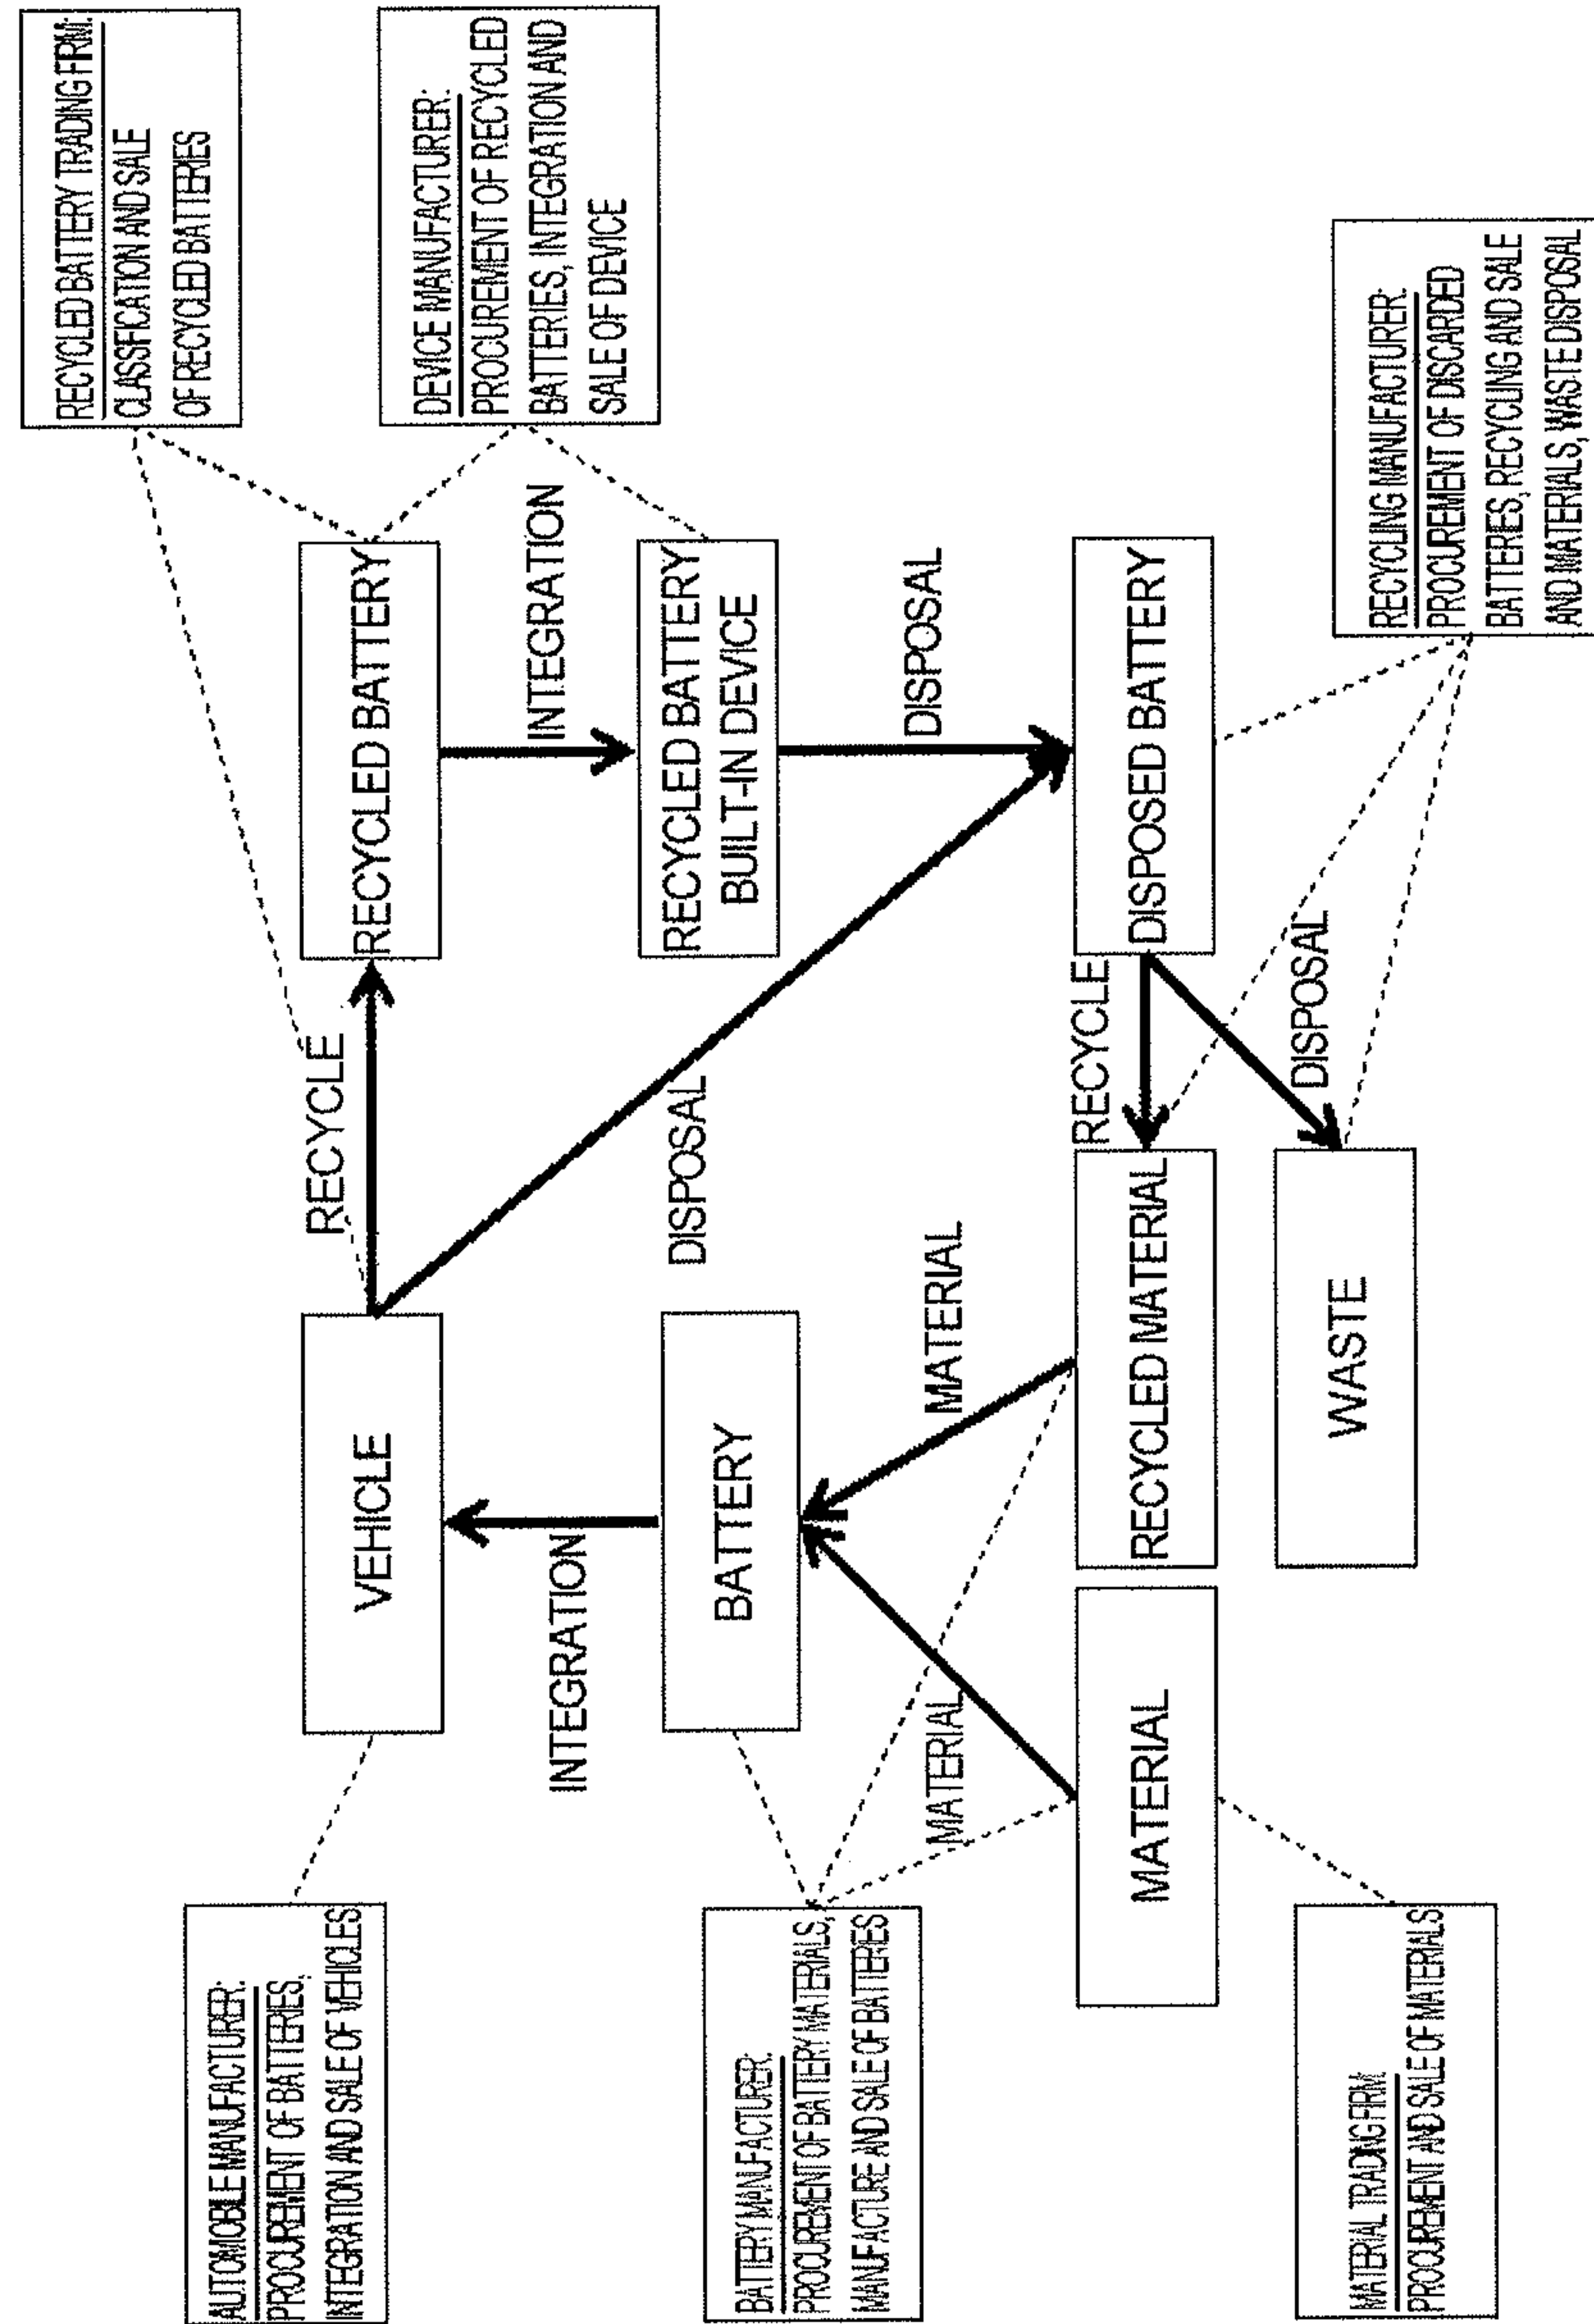 AUTOMOBILE MANUFACTURER:
PROCUREMENT OF BATTERIES,
INTEGRATION AND SALE OF VEHICLES
VEHICLE
RECYCLE
RECYCLED BATTERY
RECYCLED BATTERY TRADING FIRM:
CLASSFICATION AND SALE
OF RECYCLED BATTERIES
INTEGRATION
DISPOSAL
INTEGRATION
DEVICE MANUFACTURER:
PROCUREMENT OF RECYCLED
BATTERIES, INTEGRATION AND
SALE OF DEVICE
BATTERY MANUFACTURER:
PROCUREMENT OF BATTERY MATERIALS,
MANUFACTURE AND SALE OF BATTERIES
BATTERY
RECYCLED BATTERY
BUILT-IN DEVICE
MATERIAL
MATERIAL
DISPOSAL
MATERIAL
RECYCLED MATERIAL
RECYCLE
DISPOSED BATTERY
WASTE
DISPOSAL
MATERIAL TRADING FIRM:
PROCUREMENT AND SALE OF MATERIALS
RECYCLING MANUFACTURER:
PROCUREMENT OF DISCARDED
BATTERIES, RECYCLING AND SALE
AND MATERIALS, WASTE DISPOSAL